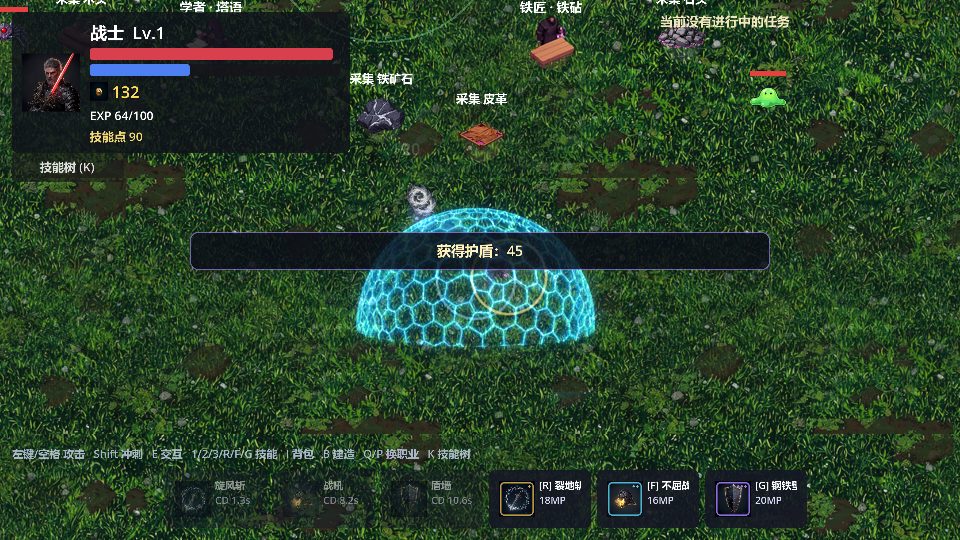 学者 · 塔语
铁匠 · 铁砧
当前没有进行中的任务
战士 Lv.1
132
EXP 64/100
技能点 90
技能树 (K)
采集 铁矿石
采集 皮革
获得护盾：45
左键/空格 攻击 Shift 冲刺 E 交互 1/2/3/R/F/G 技能 I 背包 B 建造 Q/P 换职业 K 技能树
旋风斩
CD 1.3s
战吼
CD 8.2s
盾墙
CD 10.6s
[R] 裂地斩
18MP
[F] 不屈战
16MP
[G] 钢铁
20MP